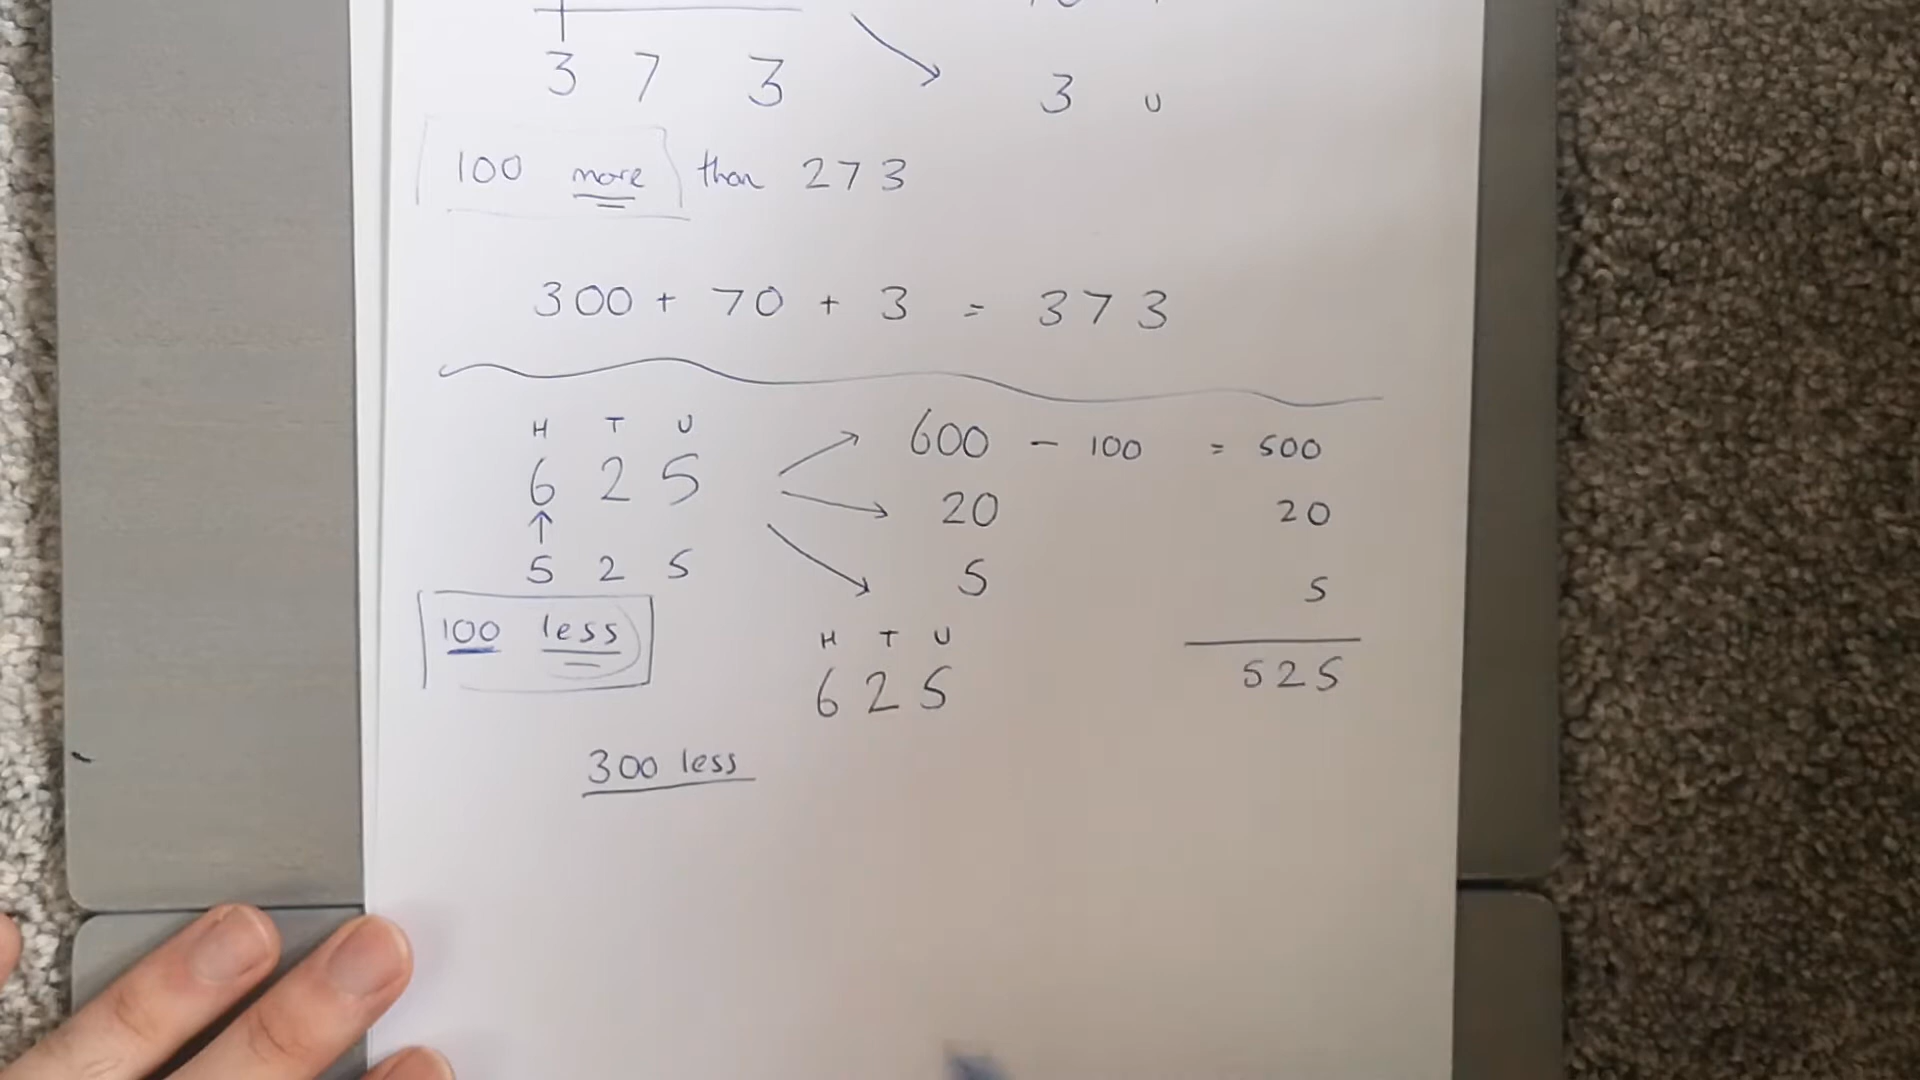 3 7 3
3 U
100 more than 273
300 + 70 + 3 = 373
H T U
6 2 5
↑
5 2 5
100 less
→ 600 - 100 = 500
→ 20 20
→ 5 5
525
H T U
6 2 5
300 less